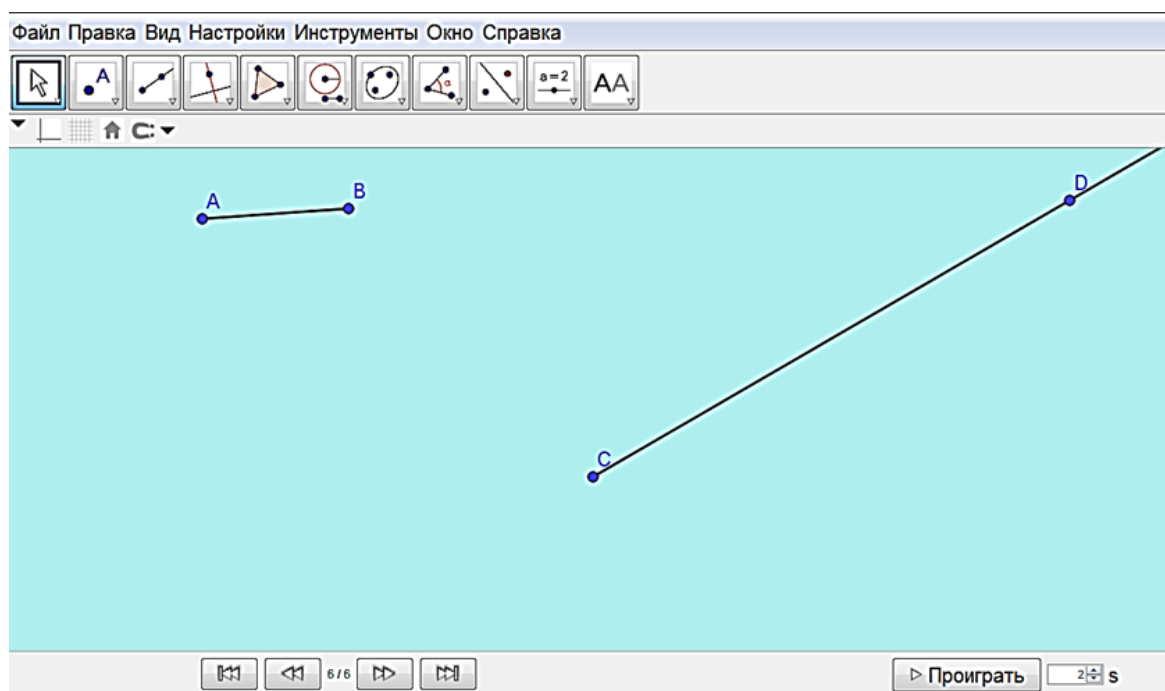 Файл Правка Вид Настройки Инструменты Окно Справка
A α a=2 AA
A B D
C
6/6 Проиграть 2 s